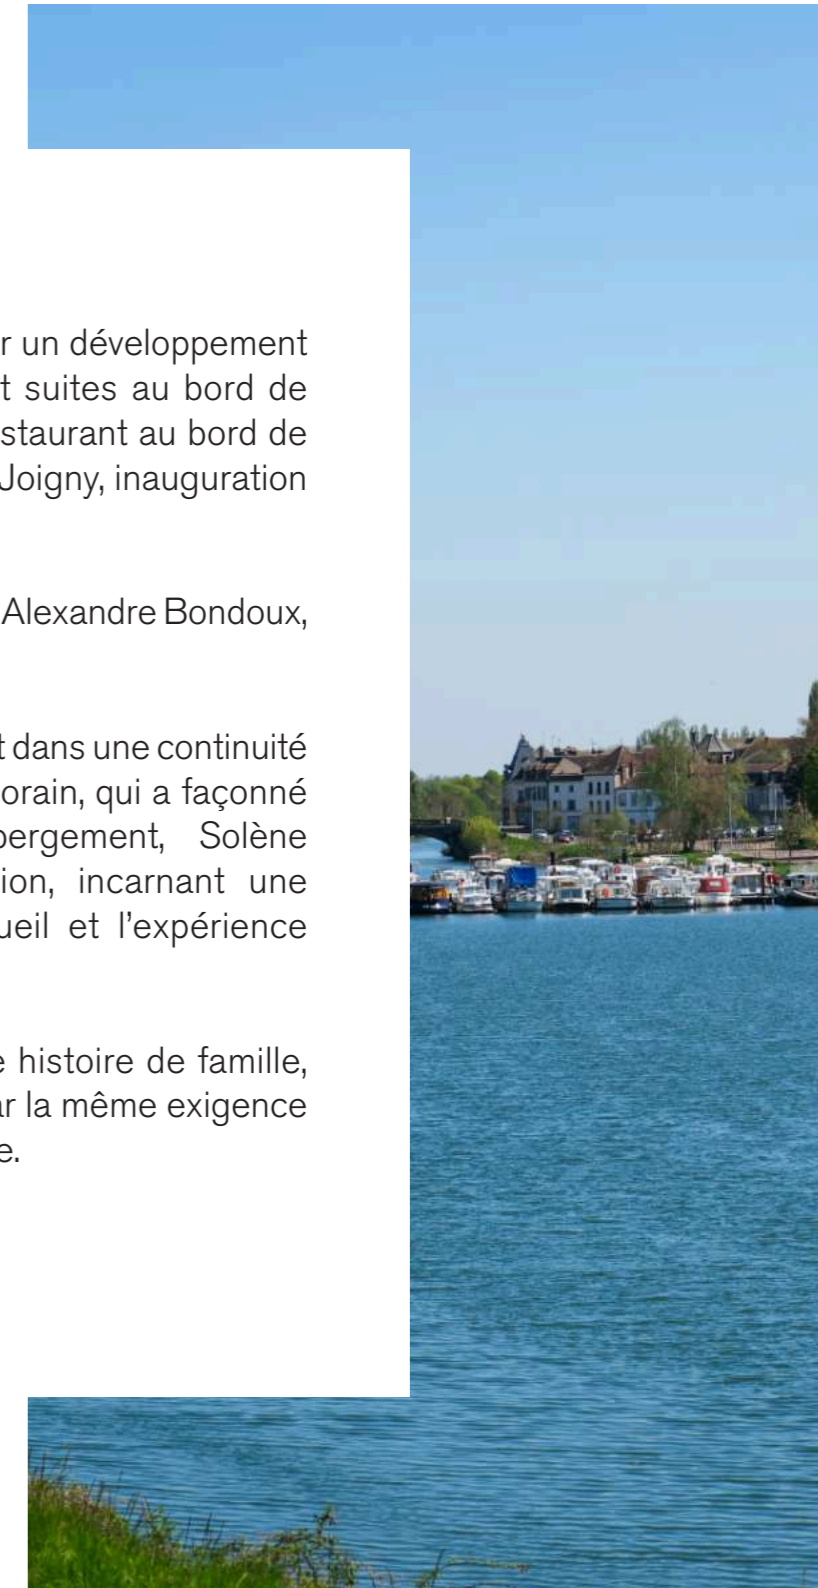 r un développement
t suites au bord de
staurant au bord de
Joigny, inauguration
Alexandre Bondoux,
t dans une continuité
orain, qui a façonné
bergement, Solène
ion, incarnant une
ueil et l'expérience
e histoire de famille,
ar la même exigence
e.